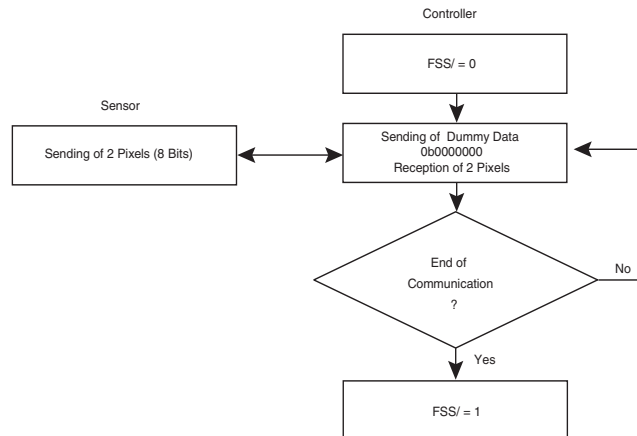 Controller
FSS/ = 0
Sensor
Sending of 2 Pixels (8 Bits)
Sending of Dummy Data
0b0000000
Reception of 2 Pixels
End of
Communication
?
No
Yes
FSS/ = 1